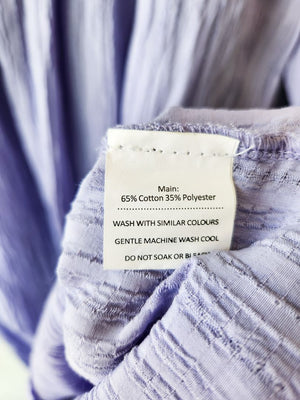 Main:
65% Cotton 35% Polyester
WASH WITH SIMILAR COLOURS
GENTLE MACHINE WASH COOL
DO NOT SOAK OR